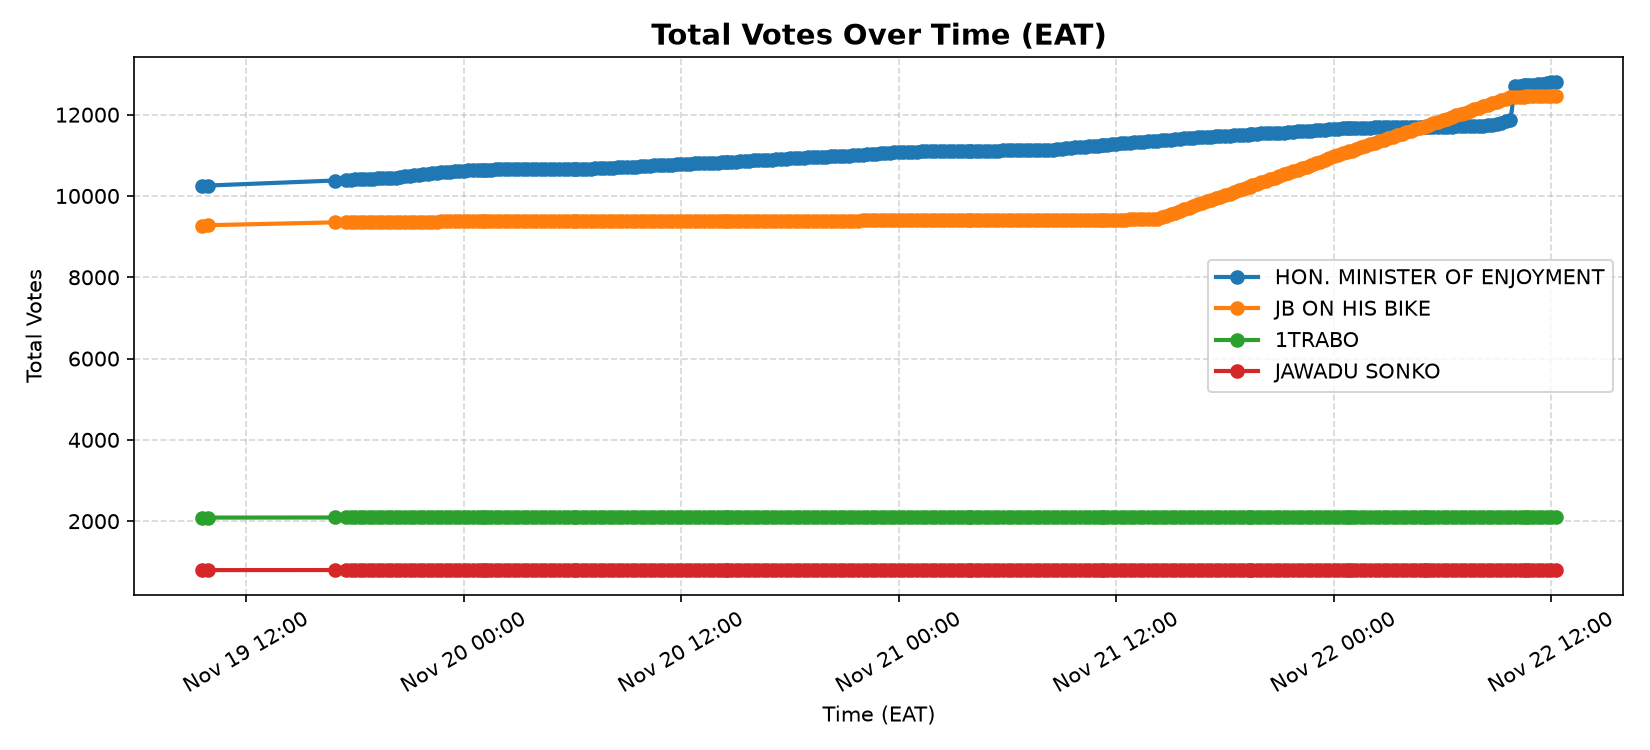 Total Votes Over Time (EAT)
Total Votes
12000
10000
8000
6000
4000
2000
HON. MINISTER OF ENJOYMENT
JB ON HIS BIKE
1TRABO
JAWADU SONKO
Nov 19 12:00
Nov 20 00:00
Nov 20 12:00
Nov 21 00:00
Nov 21 12:00
Nov 22 00:00
Nov 22 12:00
Time (EAT)